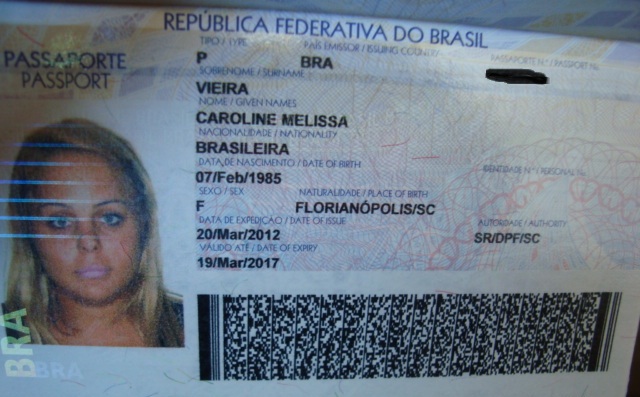 REPÚBLICA FEDERATIVA DO BRASIL
PASSAPORTE
PASSPORT
TIPO / TYPE PAÍS EMISSOR / ISSUING COUNTRY PASSAPORTE Nº / PASSPORT Nº
P BRA
SOBRENOME / SURNAME
VIEIRA
NOME / GIVEN NAMES
CAROLINE MELISSA
NACIONALIDADE / NATIONALITY
BRASILEIRA
DATA DE NASCIMENTO / DATE OF BIRTH IDENTIDADE Nº / PERSONAL Nº
07/Feb/1985
SEXO / SEX NATURALIDADE / PLACE OF BIRTH
F FLORIANÓPOLIS/SC
DATA DE EXPEDIÇÃO / DATE OF ISSUE AUTORIDADE / AUTHORITY
20/Mar/2012 SR/DPF/SC
VÁLIDO ATÉ / DATE OF EXPIRY
19/Mar/2017
BRA
BRA